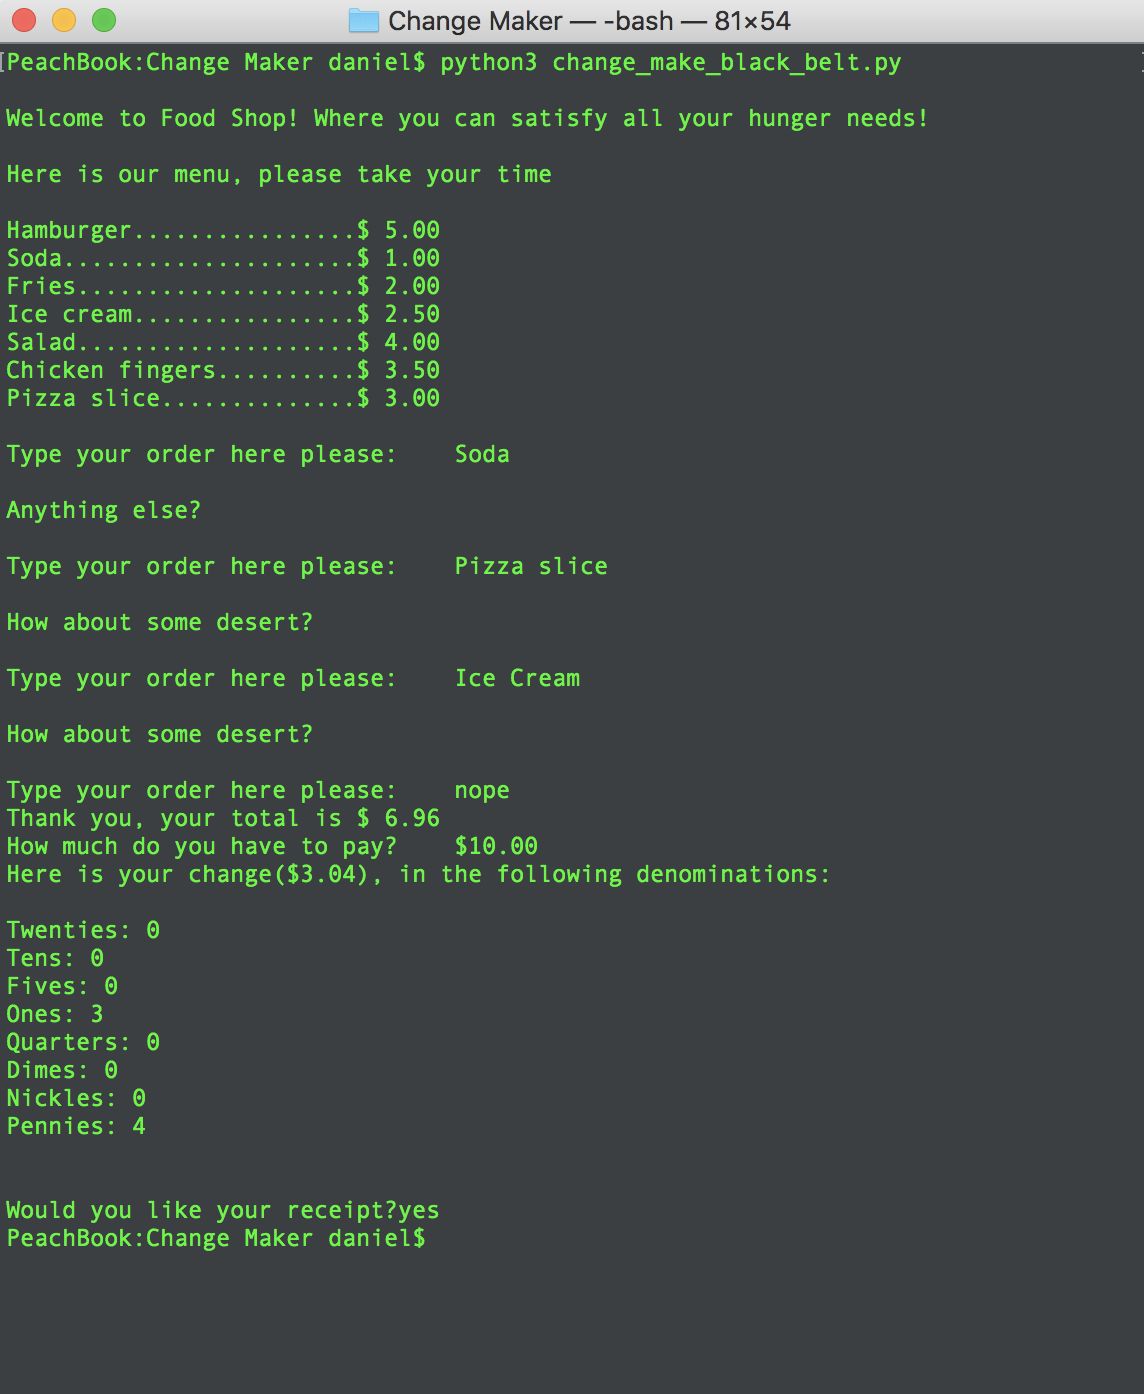 Change Maker — -bash — 81×54
PeachBook:Change Maker daniel$ python3 change_make_black_belt.py
Welcome to Food Shop! Where you can satisfy all your hunger needs!
Here is our menu, please take your time
Hamburger................$ 5.00
Soda.....................$ 1.00
Fries....................$ 2.00
Ice cream................$ 2.50
Salad....................$ 4.00
Chicken fingers..........$ 3.50
Pizza slice..............$ 3.00
Type your order here please:    Soda
Anything else?
Type your order here please:    Pizza slice
How about some desert?
Type your order here please:    Ice Cream
How about some desert?
Type your order here please:    nope
Thank you, your total is $ 6.96
How much do you have to pay?    $10.00
Here is your change($3.04), in the following denominations:
Twenties: 0
Tens: 0
Fives: 0
Ones: 3
Quarters: 0
Dimes: 0
Nickles: 0
Pennies: 4
Would you like your receipt?yes
PeachBook:Change Maker daniel$